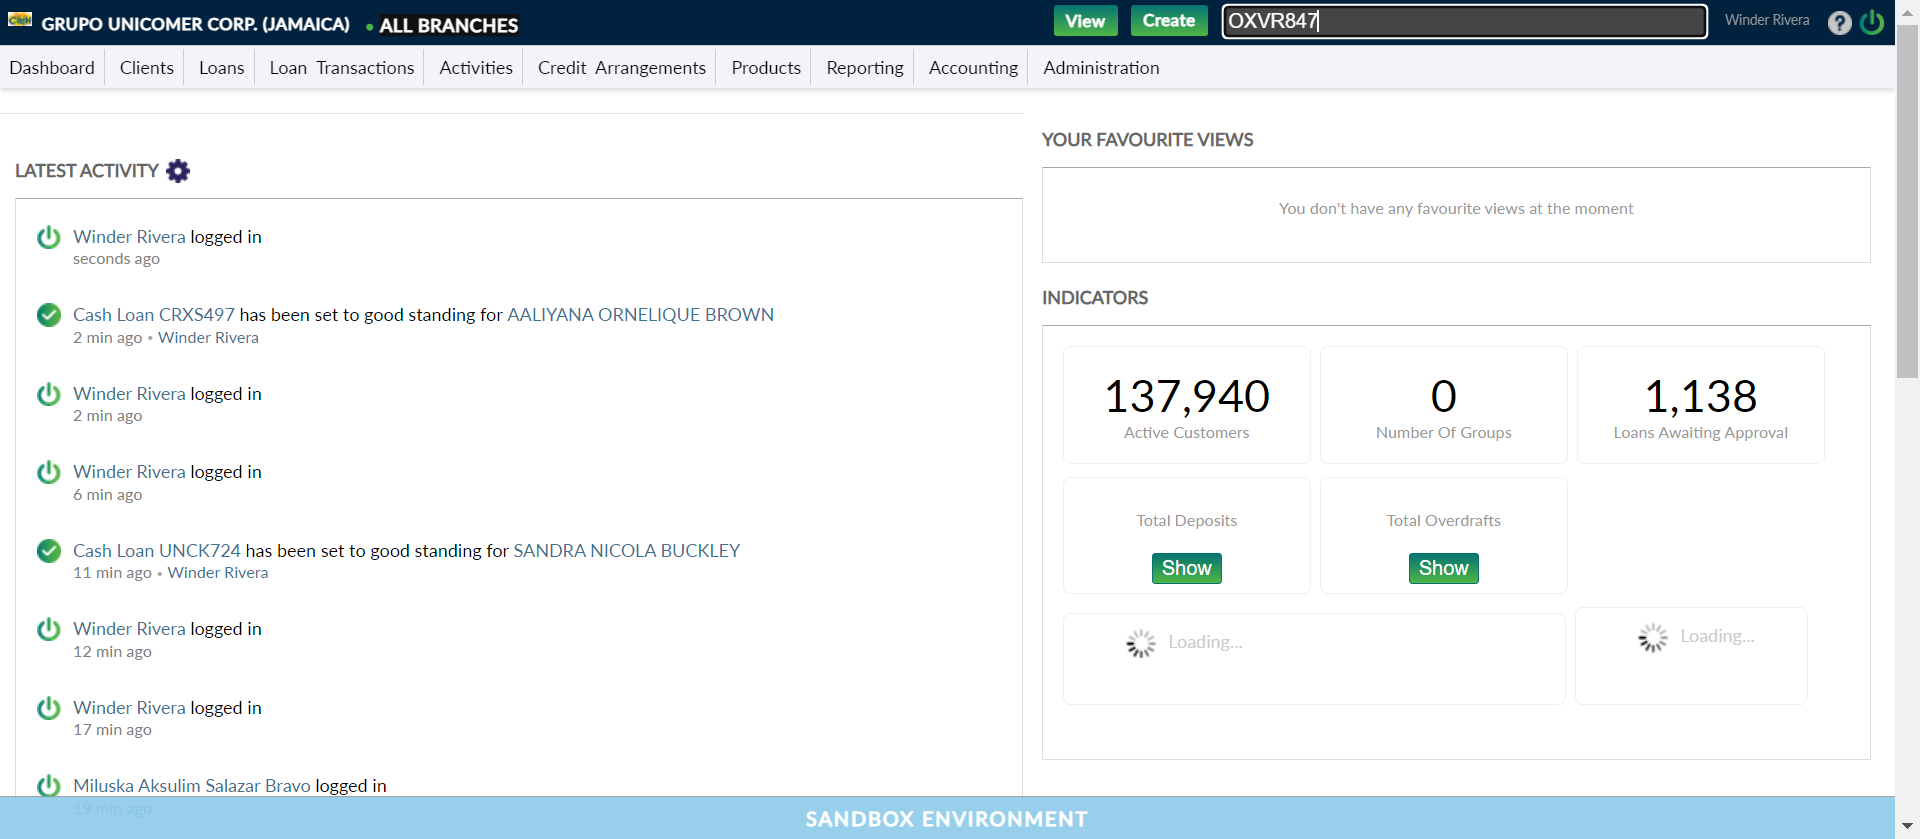 GRUPO UNICOMER CORP. (JAMAICA) • ALL BRANCHES
View
Create
OXVR847
Winder Rivera
?
Dashboard
Clients
Loans
Loan Transactions
Activities
Credit Arrangements
Products
Reporting
Accounting
Administration
LATEST ACTIVITY
Winder Rivera logged in
seconds ago
Cash Loan CRXS497 has been set to good standing for AALIYANA ORNELIQUE BROWN
2 min ago • Winder Rivera
Winder Rivera logged in
2 min ago
Winder Rivera logged in
6 min ago
Cash Loan UNCK724 has been set to good standing for SANDRA NICOLA BUCKLEY
11 min ago • Winder Rivera
Winder Rivera logged in
12 min ago
Winder Rivera logged in
17 min ago
Miluska Aksulim Salazar Bravo logged in
19 min ago
YOUR FAVOURITE VIEWS
You don't have any favourite views at the moment
INDICATORS
137,940
Active Customers
0
Number Of Groups
1,138
Loans Awaiting Approval
Total Deposits
Show
Total Overdrafts
Show
Loading...
Loading...
SANDBOX ENVIRONMENT